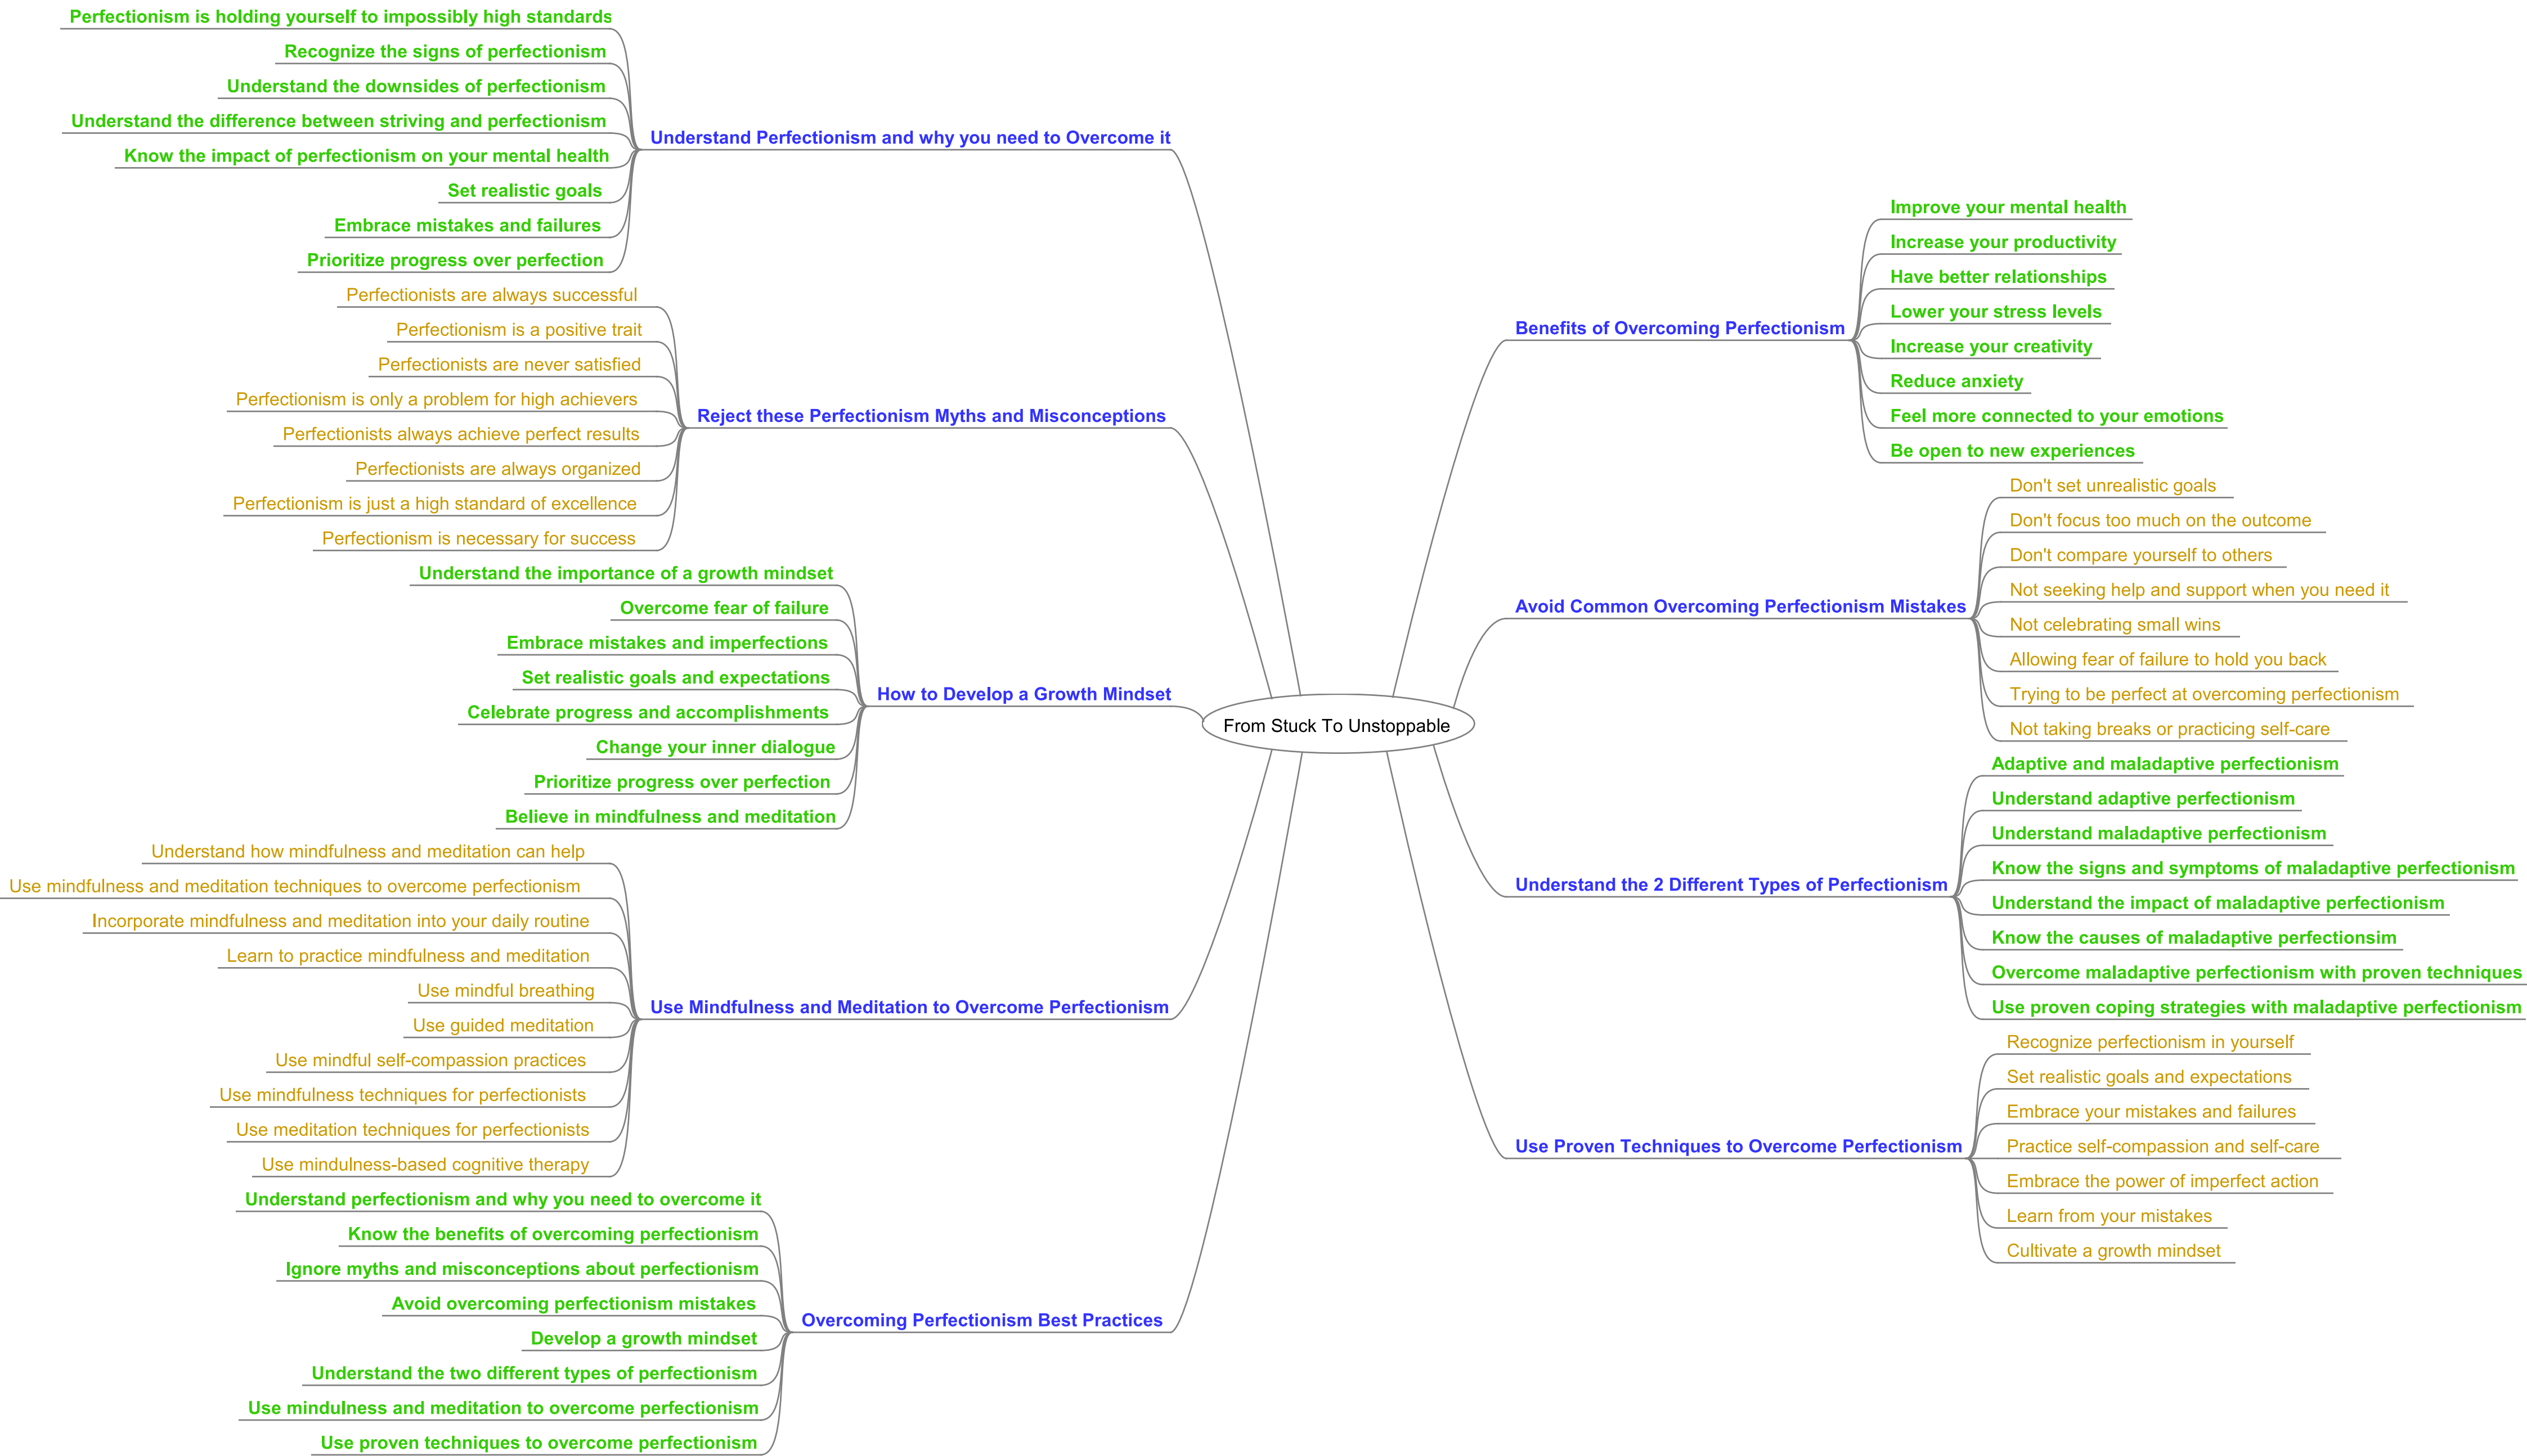 From Stuck To Unstoppable
Understand Perfectionism and why you need to Overcome it
Perfectionism is holding yourself to impossibly high standards
Recognize the signs of perfectionism
Understand the downsides of perfectionism
Understand the difference between striving and perfectionism
Know the impact of perfectionism on your mental health
Set realistic goals
Embrace mistakes and failures
Prioritize progress over perfection
Reject these Perfectionism Myths and Misconceptions
Perfectionists are always successful
Perfectionism is a positive trait
Perfectionists are never satisfied
Perfectionism is only a problem for high achievers
Perfectionists always achieve perfect results
Perfectionists are always organized
Perfectionism is just a high standard of excellence
Perfectionism is necessary for success
How to Develop a Growth Mindset
Understand the importance of a growth mindset
Overcome fear of failure
Embrace mistakes and imperfections
Set realistic goals and expectations
Celebrate progress and accomplishments
Change your inner dialogue
Prioritize progress over perfection
Believe in mindfulness and meditation
Use Mindfulness and Meditation to Overcome Perfectionism
Understand how mindfulness and meditation can help
Use mindfulness and meditation techniques to overcome perfectionism
Incorporate mindfulness and meditation into your daily routine
Learn to practice mindfulness and meditation
Use mindful breathing
Use guided meditation
Use mindful self-compassion practices
Use mindfulness techniques for perfectionists
Use meditation techniques for perfectionists
Use mindulness-based cognitive therapy
Overcoming Perfectionism Best Practices
Understand perfectionism and why you need to overcome it
Know the benefits of overcoming perfectionism
Ignore myths and misconceptions about perfectionism
Avoid overcoming perfectionism mistakes
Develop a growth mindset
Understand the two different types of perfectionism
Use mindulness and meditation to overcome perfectionism
Use proven techniques to overcome perfectionism
Benefits of Overcoming Perfectionism
Improve your mental health
Increase your productivity
Have better relationships
Lower your stress levels
Increase your creativity
Reduce anxiety
Feel more connected to your emotions
Be open to new experiences
Avoid Common Overcoming Perfectionism Mistakes
Don't set unrealistic goals
Don't focus too much on the outcome
Don't compare yourself to others
Not seeking help and support when you need it
Not celebrating small wins
Allowing fear of failure to hold you back
Trying to be perfect at overcoming perfectionism
Not taking breaks or practicing self-care
Understand the 2 Different Types of Perfectionism
Adaptive and maladaptive perfectionism
Understand adaptive perfectionism
Understand maladaptive perfectionism
Know the signs and symptoms of maladaptive perfectionism
Understand the impact of maladaptive perfectionism
Know the causes of maladaptive perfectionsim
Overcome maladaptive perfectionism with proven techniques
Use proven coping strategies with maladaptive perfectionism
Use Proven Techniques to Overcome Perfectionism
Recognize perfectionism in yourself
Set realistic goals and expectations
Embrace your mistakes and failures
Practice self-compassion and self-care
Embrace the power of imperfect action
Learn from your mistakes
Cultivate a growth mindset